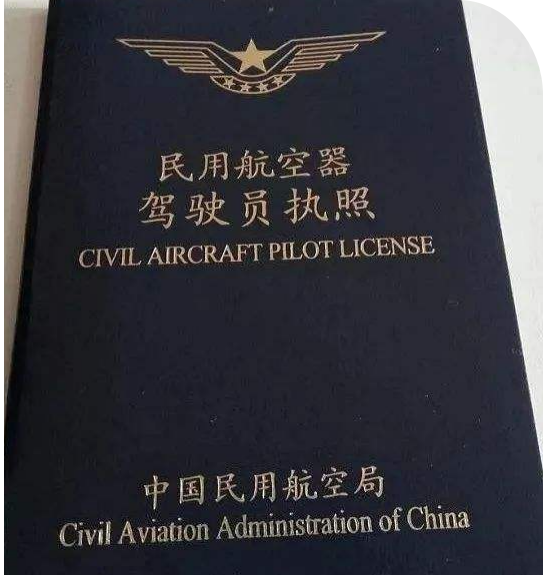 民用航空器
驾驶员执照
CIVIL AIRCRAFT PILOT LICENSE
中国民用航空局
Civil Aviation Administration of China